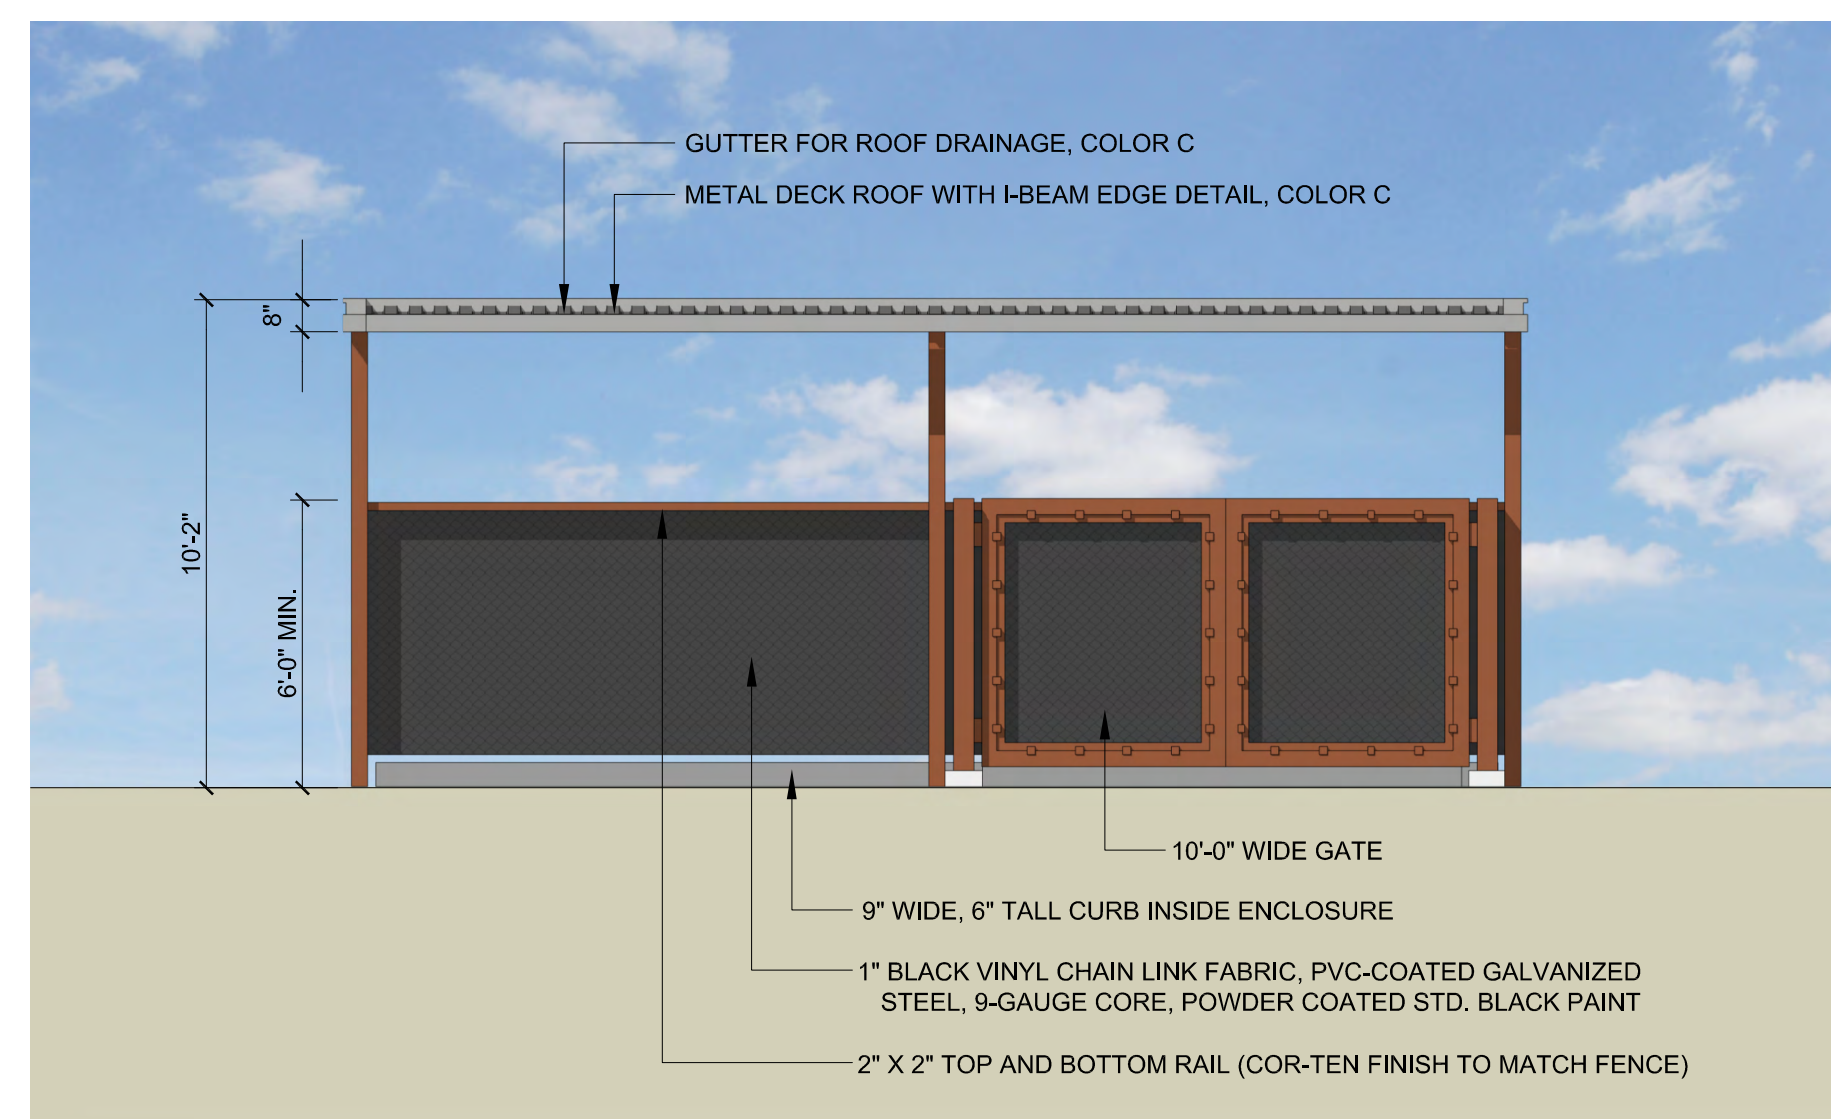 GUTTER FOR ROOF DRAINAGE, COLOR C
METAL DECK ROOF WITH I-BEAM EDGE DETAIL, COLOR C
8"
10'-2"
6'-0" MIN.
10'-0" WIDE GATE
9" WIDE, 6" TALL CURB INSIDE ENCLOSURE
1" BLACK VINYL CHAIN LINK FABRIC, PVC-COATED GALVANIZED
STEEL, 9-GAUGE CORE, POWDER COATED STD. BLACK PAINT
2" X 2" TOP AND BOTTOM RAIL (COR-TEN FINISH TO MATCH FENCE)